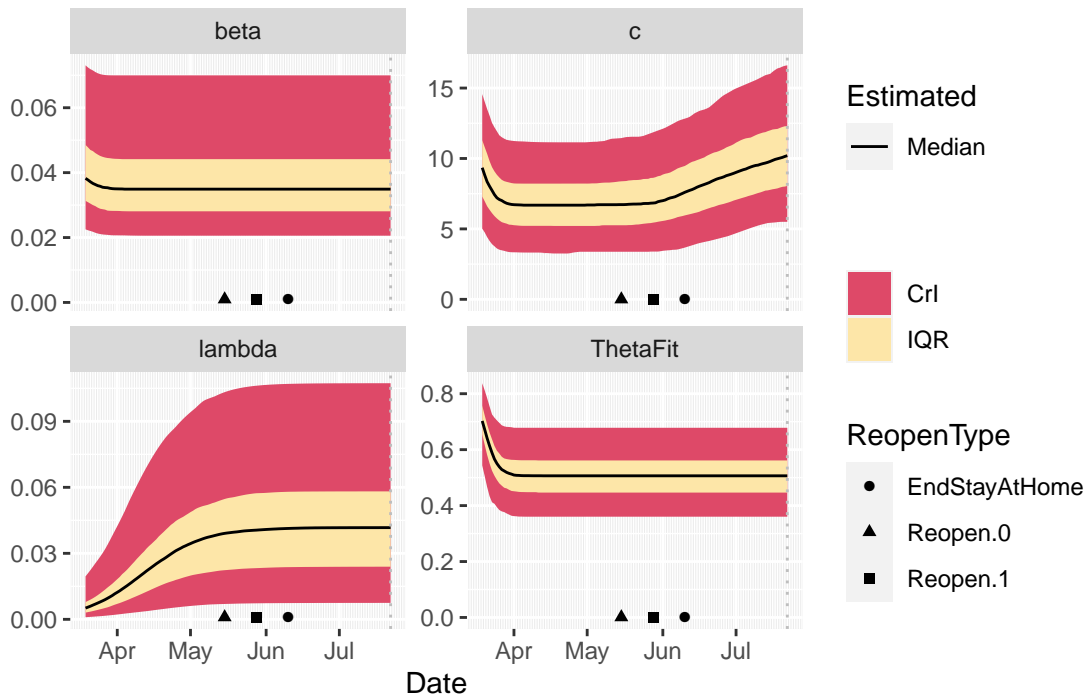 beta
c
0.06
0.04
0.02
0.00
15
10
5
0
lambda
ThetaFit
0.09
0.06
0.03
0.00
0.8
0.6
0.4
0.2
0.0
Apr May Jun Jul
Apr May Jun Jul
Date
Estimated
Median
CrI
IQR
ReopenType
EndStayAtHome
Reopen.0
Reopen.1